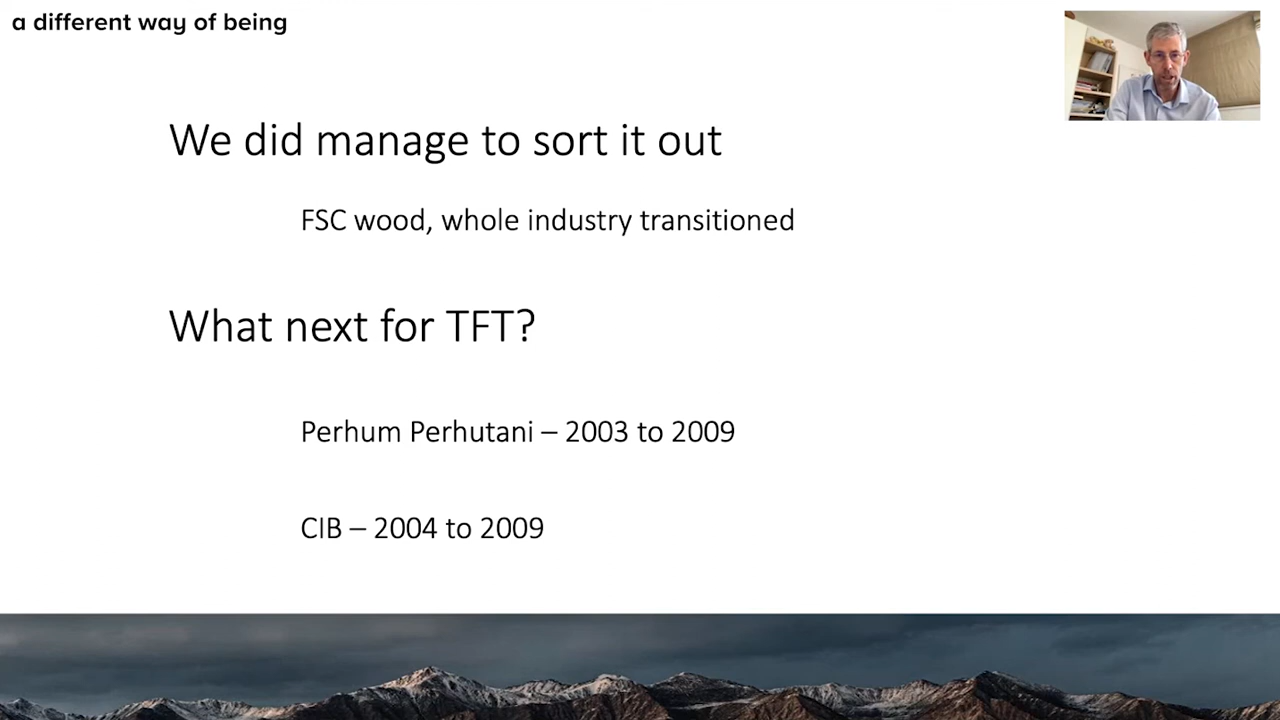 a different way of being
We did manage to sort it out
FSC wood, whole industry transitioned
What next for TFT?
Perhum Perhutani – 2003 to 2009
CIB – 2004 to 2009